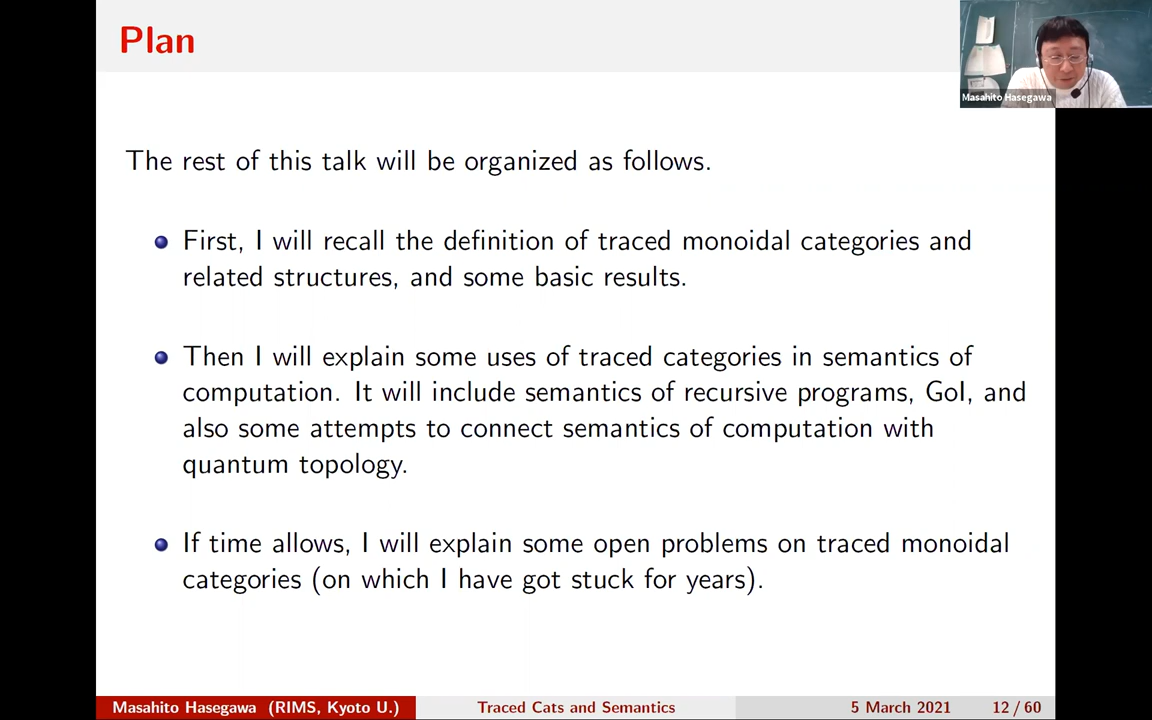 Plan
Masahito Hasegawa
The rest of this talk will be organized as follows.
First, I will recall the definition of traced monoidal categories and
related structures, and some basic results.
Then I will explain some uses of traced categories in semantics of
computation. It will include semantics of recursive programs, GoI, and
also some attempts to connect semantics of computation with
quantum topology.
If time allows, I will explain some open problems on traced monoidal
categories (on which I have got stuck for years).
Masahito Hasegawa (RIMS, Kyoto U.)
Traced Cats and Semantics
5 March 2021
12 / 60